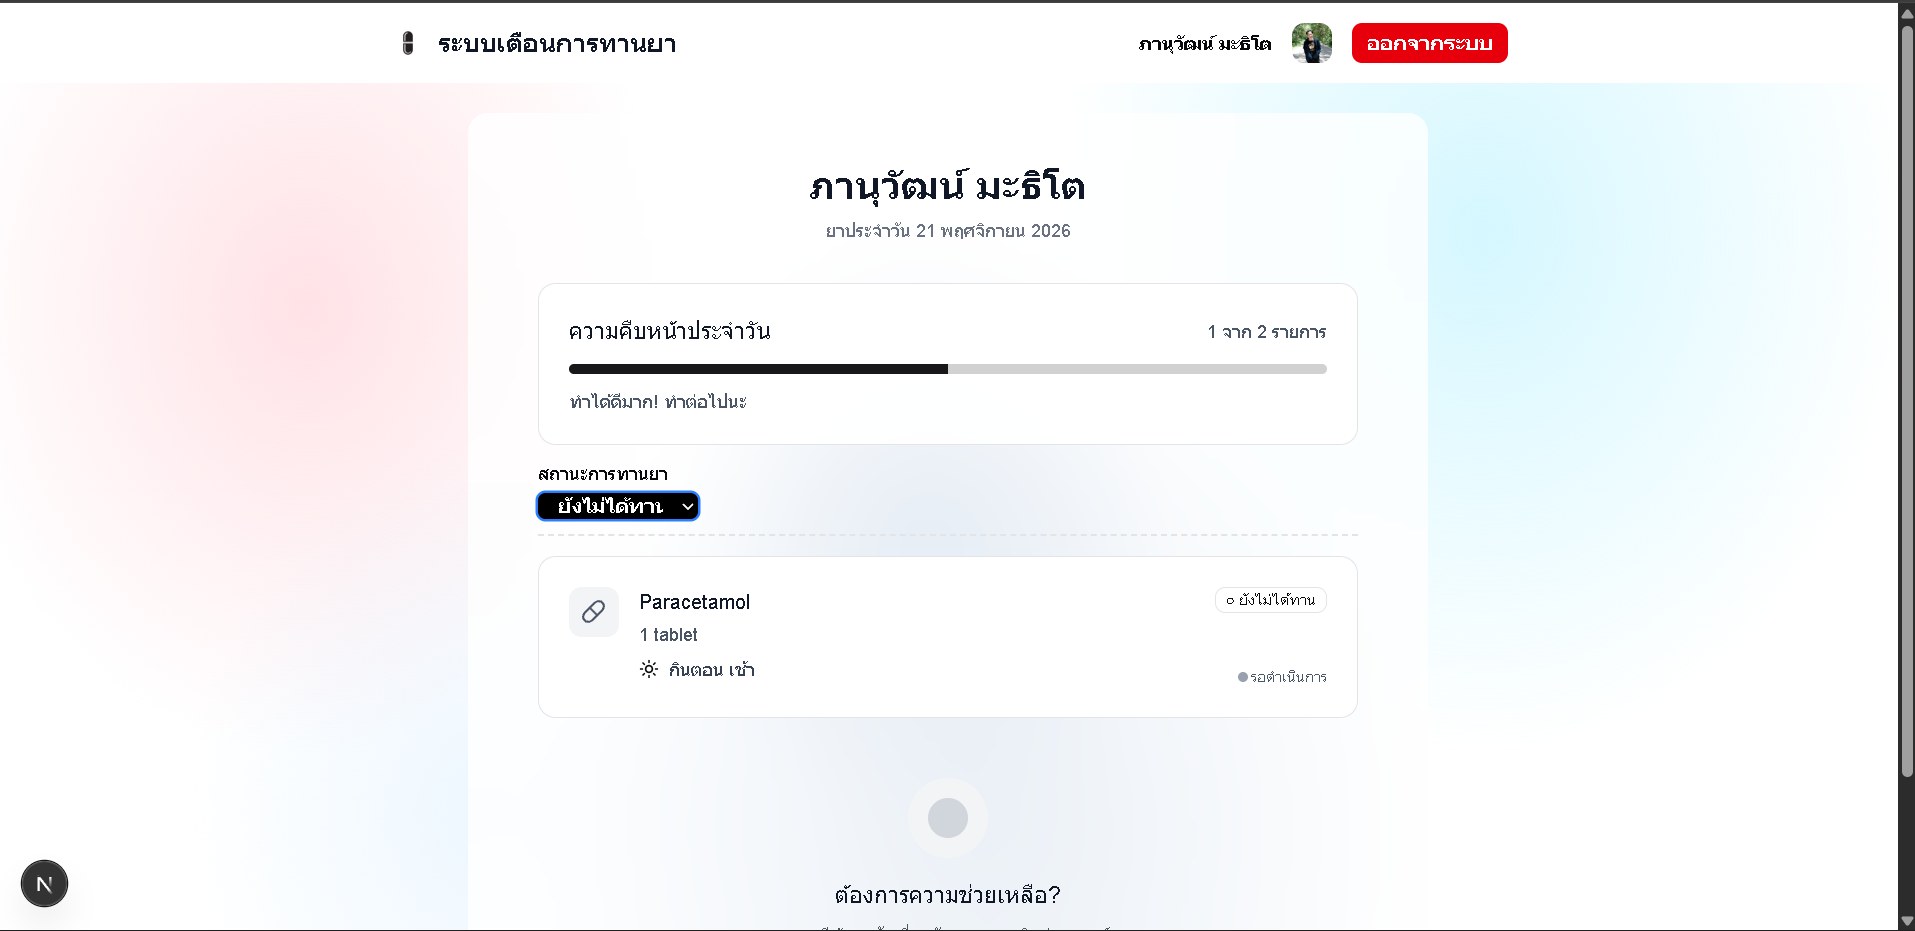 ระบบเตือนการทานยา
ภานุวัฒน์ มะธิโต
ออกจากระบบ
ภานุวัฒน์ มะธิโต
ยาประจำวัน 21 พฤศจิกายน 2026
ความคืบหน้าประจำวัน
1 จาก 2 รายการ
ทำได้ดีมาก! ทำต่อไปนะ
สถานะการทานยา
ยังไม่ได้ทาน
Paracetamol
ยังไม่ได้ทาน
1 tablet
กินตอน เช้า
รอดำเนินการ
N
ต้องการความช่วยเหลือ?